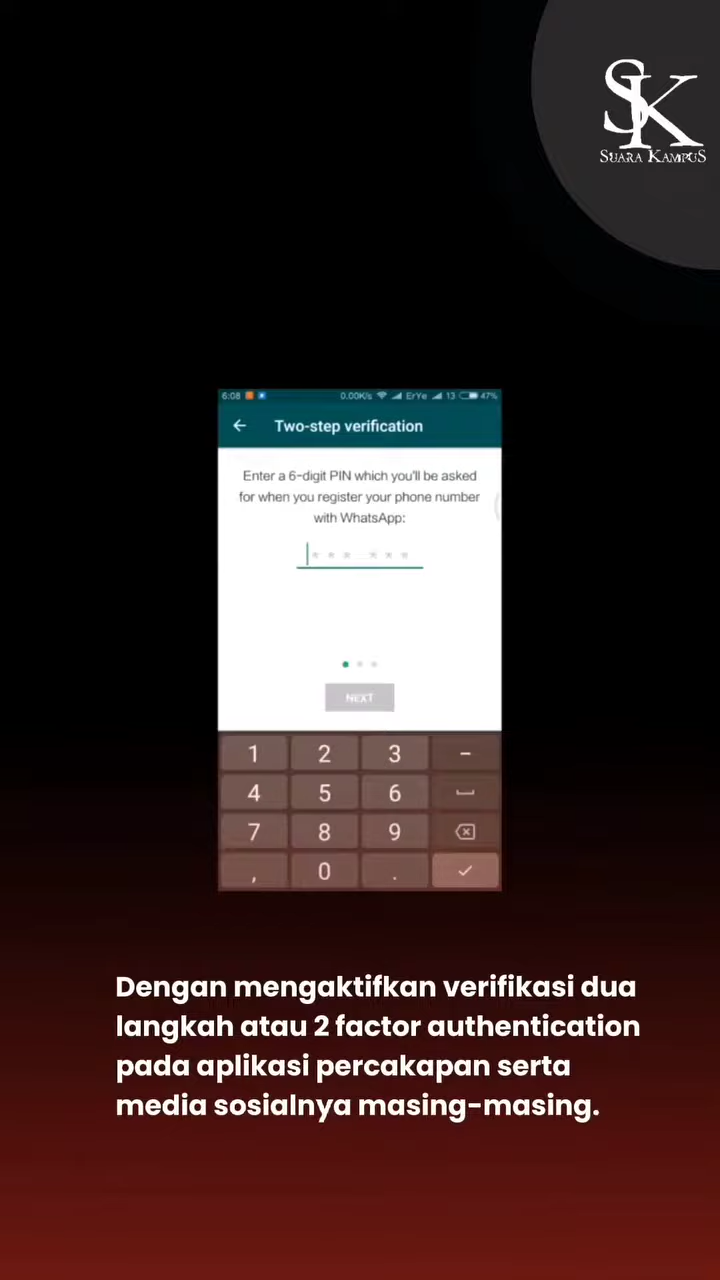 SK
SUARA KAMPUS
6:08 0.00K/s ErYe 13 47%
Two-step verification
Enter a 6-digit PIN which you'll be asked
for when you register your phone number
with WhatsApp:
* * * * * *
NEXT
1 2 3 -
4 5 6
7 8 9
, 0 .
Dengan mengaktifkan verifikasi dua
langkah atau 2 factor authentication
pada aplikasi percakapan serta
media sosialnya masing-masing.